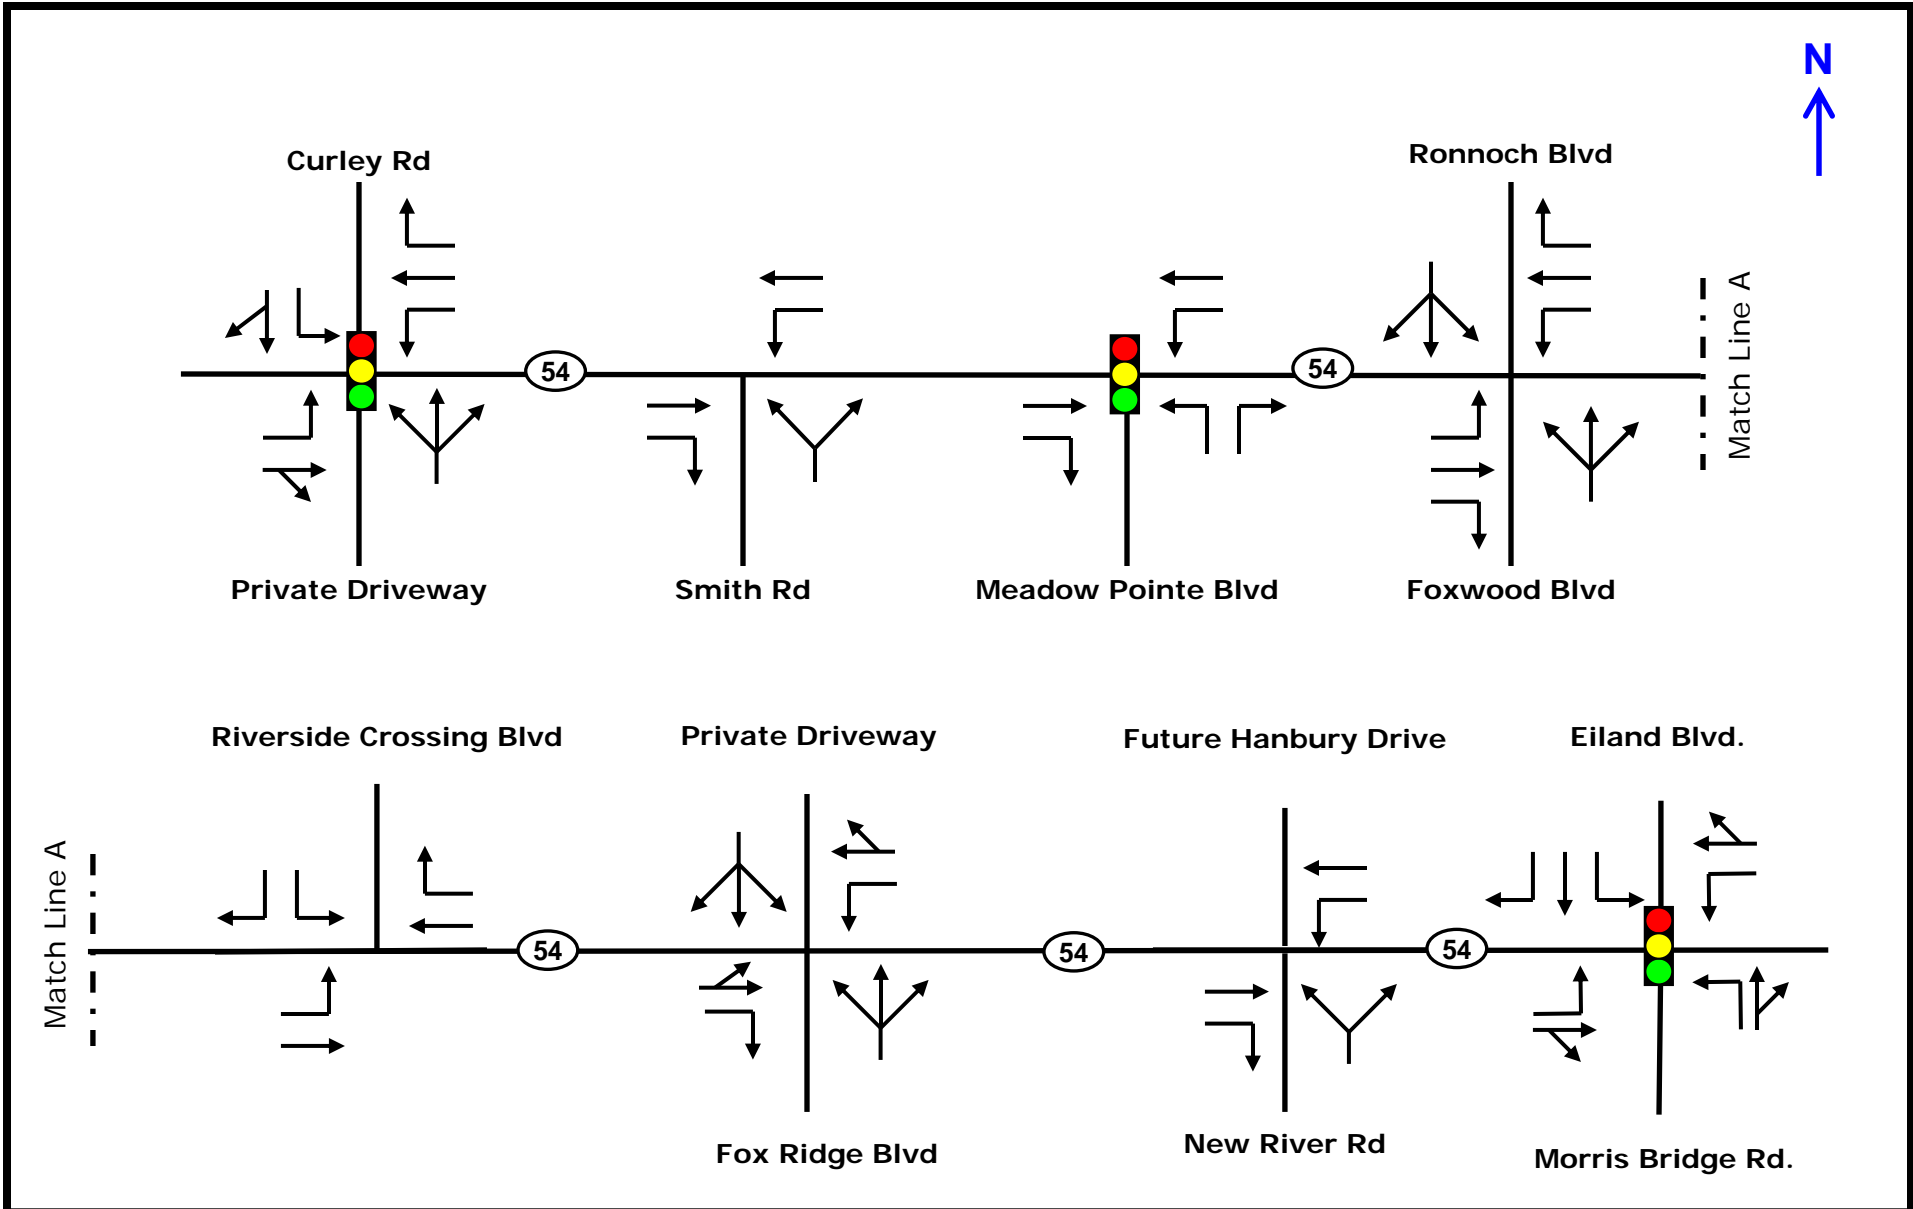 N
Curley Rd
Ronnoch Blvd
Match Line A
54
54
Private Driveway
Smith Rd
Meadow Pointe Blvd
Foxwood Blvd
Riverside Crossing Blvd
Private Driveway
Future Hanbury Drive
Eiland Blvd.
Match Line A
54
54
54
Fox Ridge Blvd
New River Rd
Morris Bridge Rd.